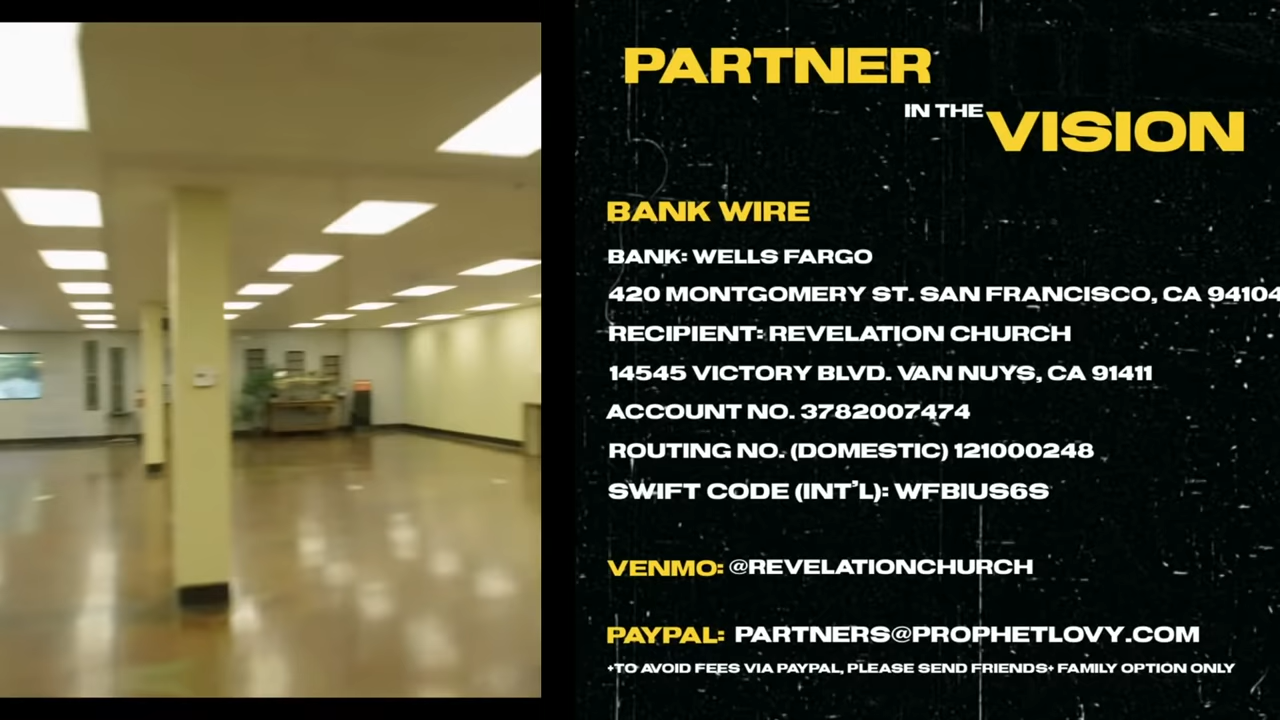 PARTNER
IN THE
VISION
BANK WIRE
BANK: WELLS FARGO
420 MONTGOMERY ST. SAN FRANCISCO, CA 94104
RECIPIENT: REVELATION CHURCH
14545 VICTORY BLVD. VAN NUYS, CA 91411
ACCOUNT NO. 3782007474
ROUTING NO. (DOMESTIC) 121000248
SWIFT CODE (INT'L): WFBIUS6S
VENMO: @REVELATIONCHURCH
PAYPAL: PARTNERS@PROPHETLOVY.COM
+TO AVOID FEES VIA PAYPAL, PLEASE SEND FRIENDS+ FAMILY OPTION ONLY